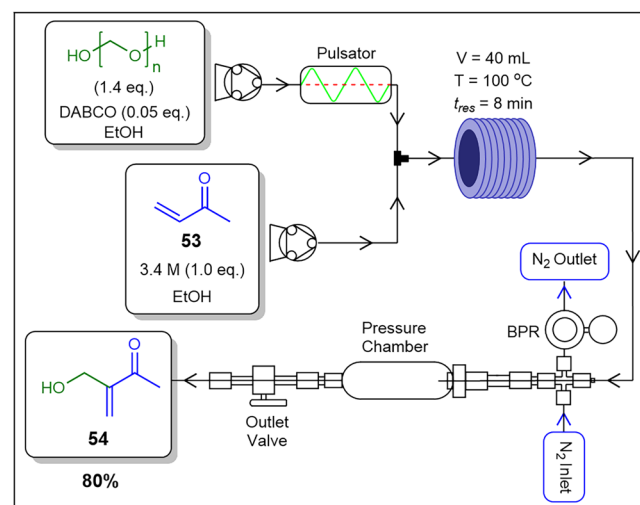 HO O H
n
(1.4 eq.)
DABCO (0.05 eq.)
EtOH
Pulsator
V = 40 mL
T = 100 °C
tres = 8 min
O
53
3.4 M (1.0 eq.)
EtOH
N2 Outlet
BPR
Pressure
Chamber
HO
O
54
80%
Outlet
Valve
N2 Inlet